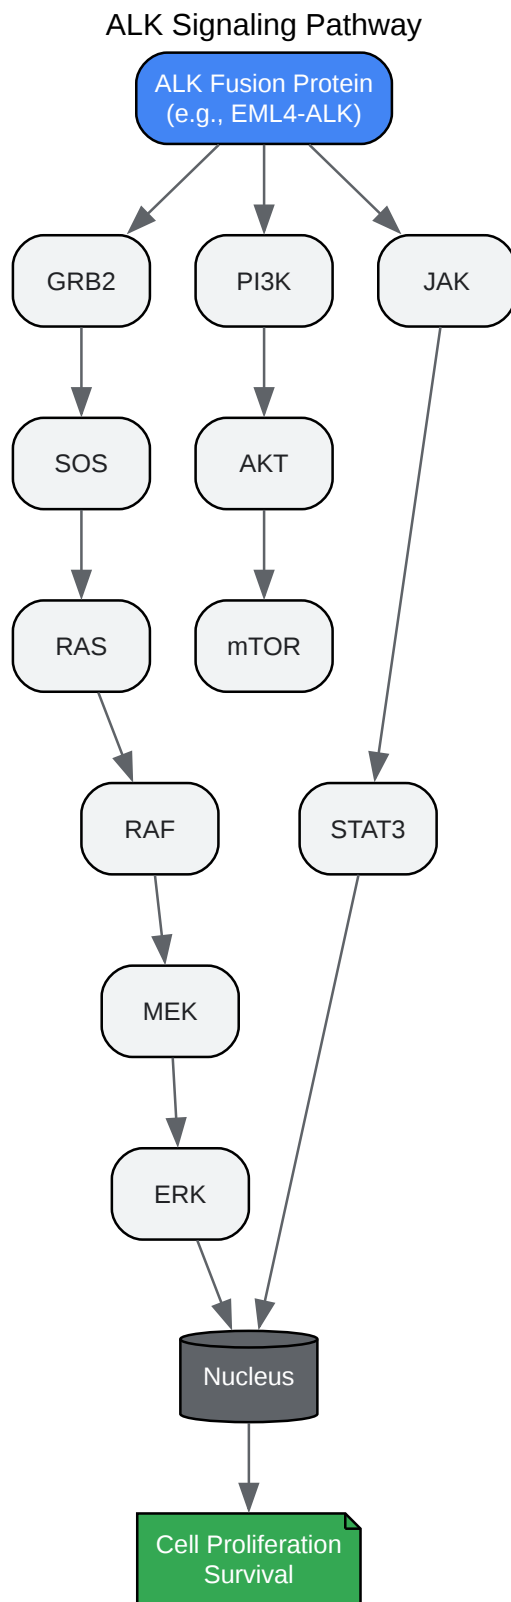 ALK Signaling Pathway
ALK Fusion Protein
(e.g., EML4-ALK)
GRB2
PI3K
JAK
SOS
AKT
RAS
mTOR
RAF
STAT3
MEK
ERK
Nucleus
Cell Proliferation
Survival